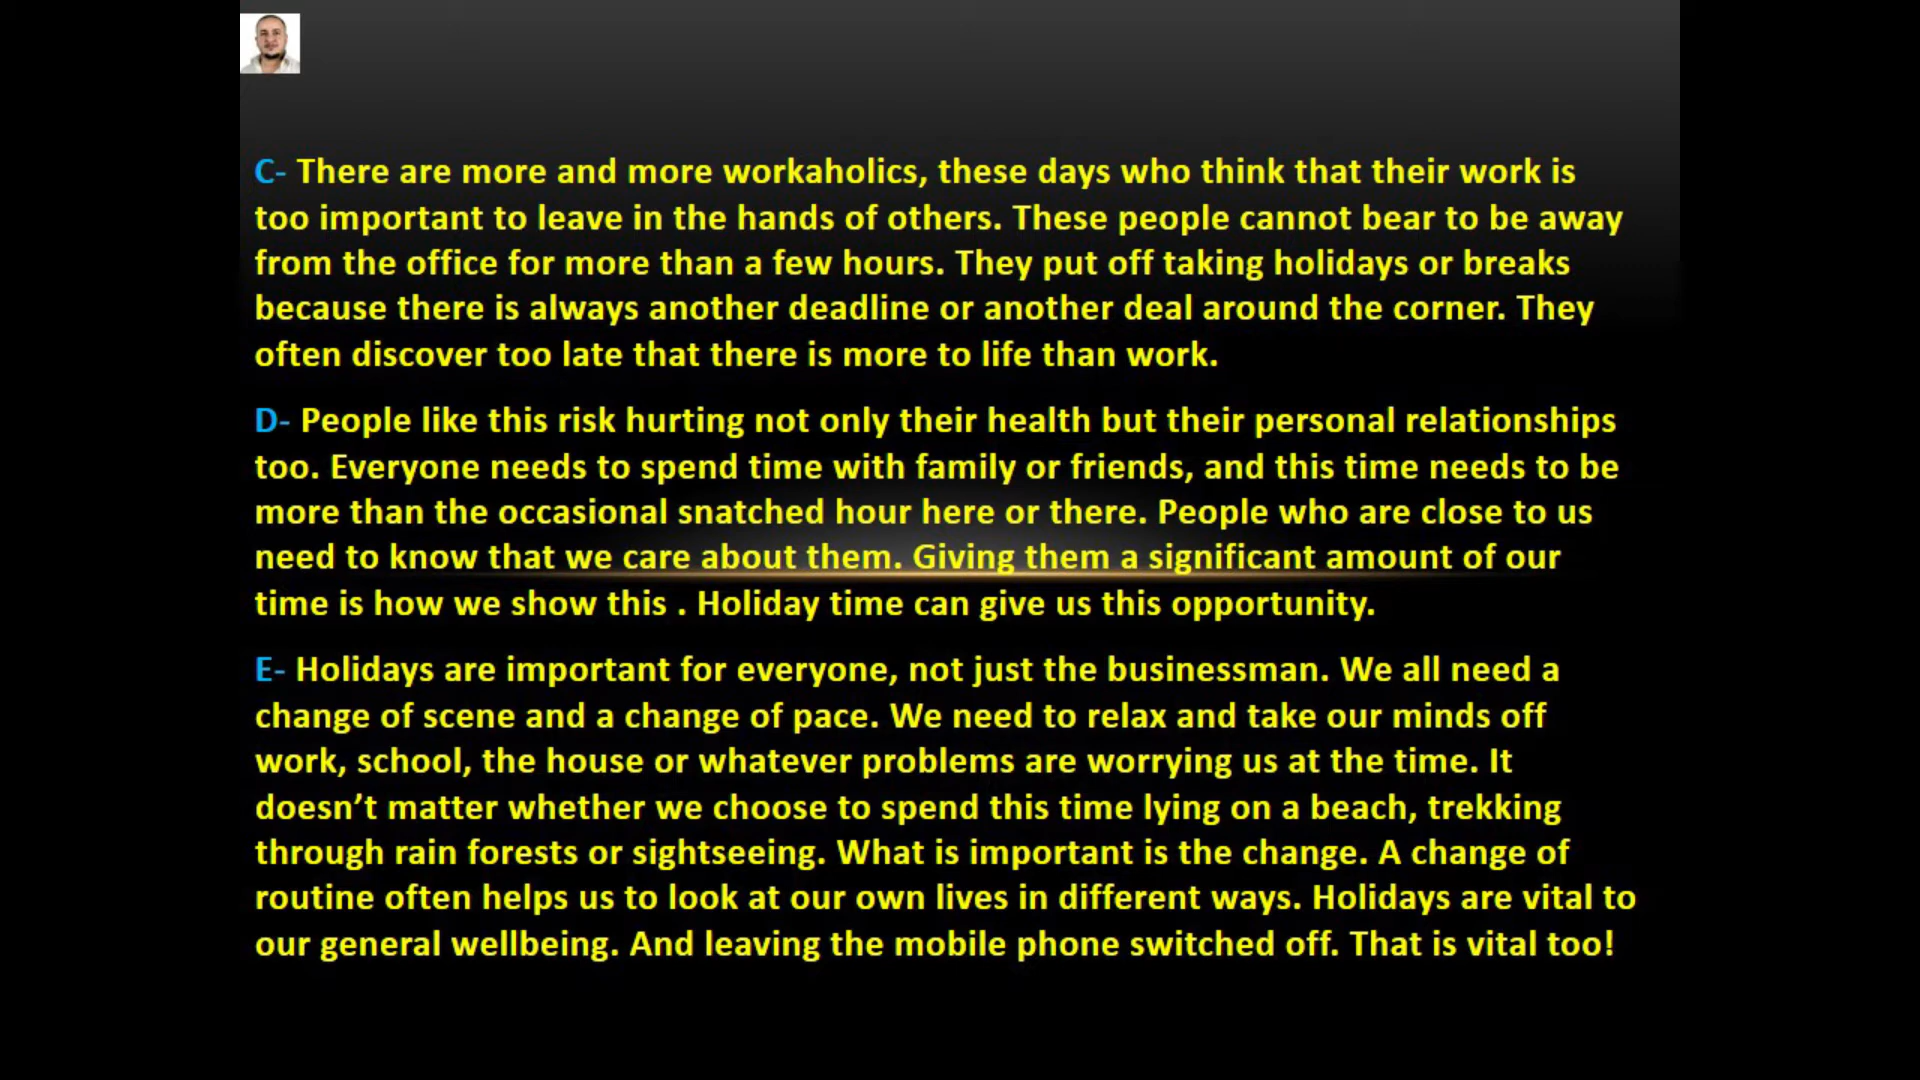 C- There are more and more workaholics, these days who think that their work is
too important to leave in the hands of others. These people cannot bear to be away
from the office for more than a few hours. They put off taking holidays or breaks
because there is always another deadline or another deal around the corner. They
often discover too late that there is more to life than work.
D- People like this risk hurting not only their health but their personal relationships
too. Everyone needs to spend time with family or friends, and this time needs to be
more than the occasional snatched hour here or there. People who are close to us
need to know that we care about them. Giving them a significant amount of our
time is how we show this . Holiday time can give us this opportunity.
E- Holidays are important for everyone, not just the businessman. We all need a
change of scene and a change of pace. We need to relax and take our minds off
work, school, the house or whatever problems are worrying us at the time. It
doesn’t matter whether we choose to spend this time lying on a beach, trekking
through rain forests or sightseeing. What is important is the change. A change of
routine often helps us to look at our own lives in different ways. Holidays are vital to
our general wellbeing. And leaving the mobile phone switched off. That is vital too!